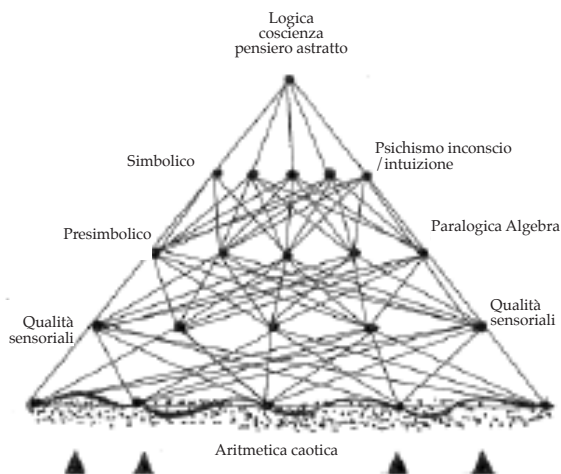 Logica
coscienza
pensiero astratto
Simbolico
Psichismo inconscio
/intuizione
Presimbolico
Paralogica Algebra
Qualità
sensoriali
Qualità
sensoriali
Aritmetica caotica